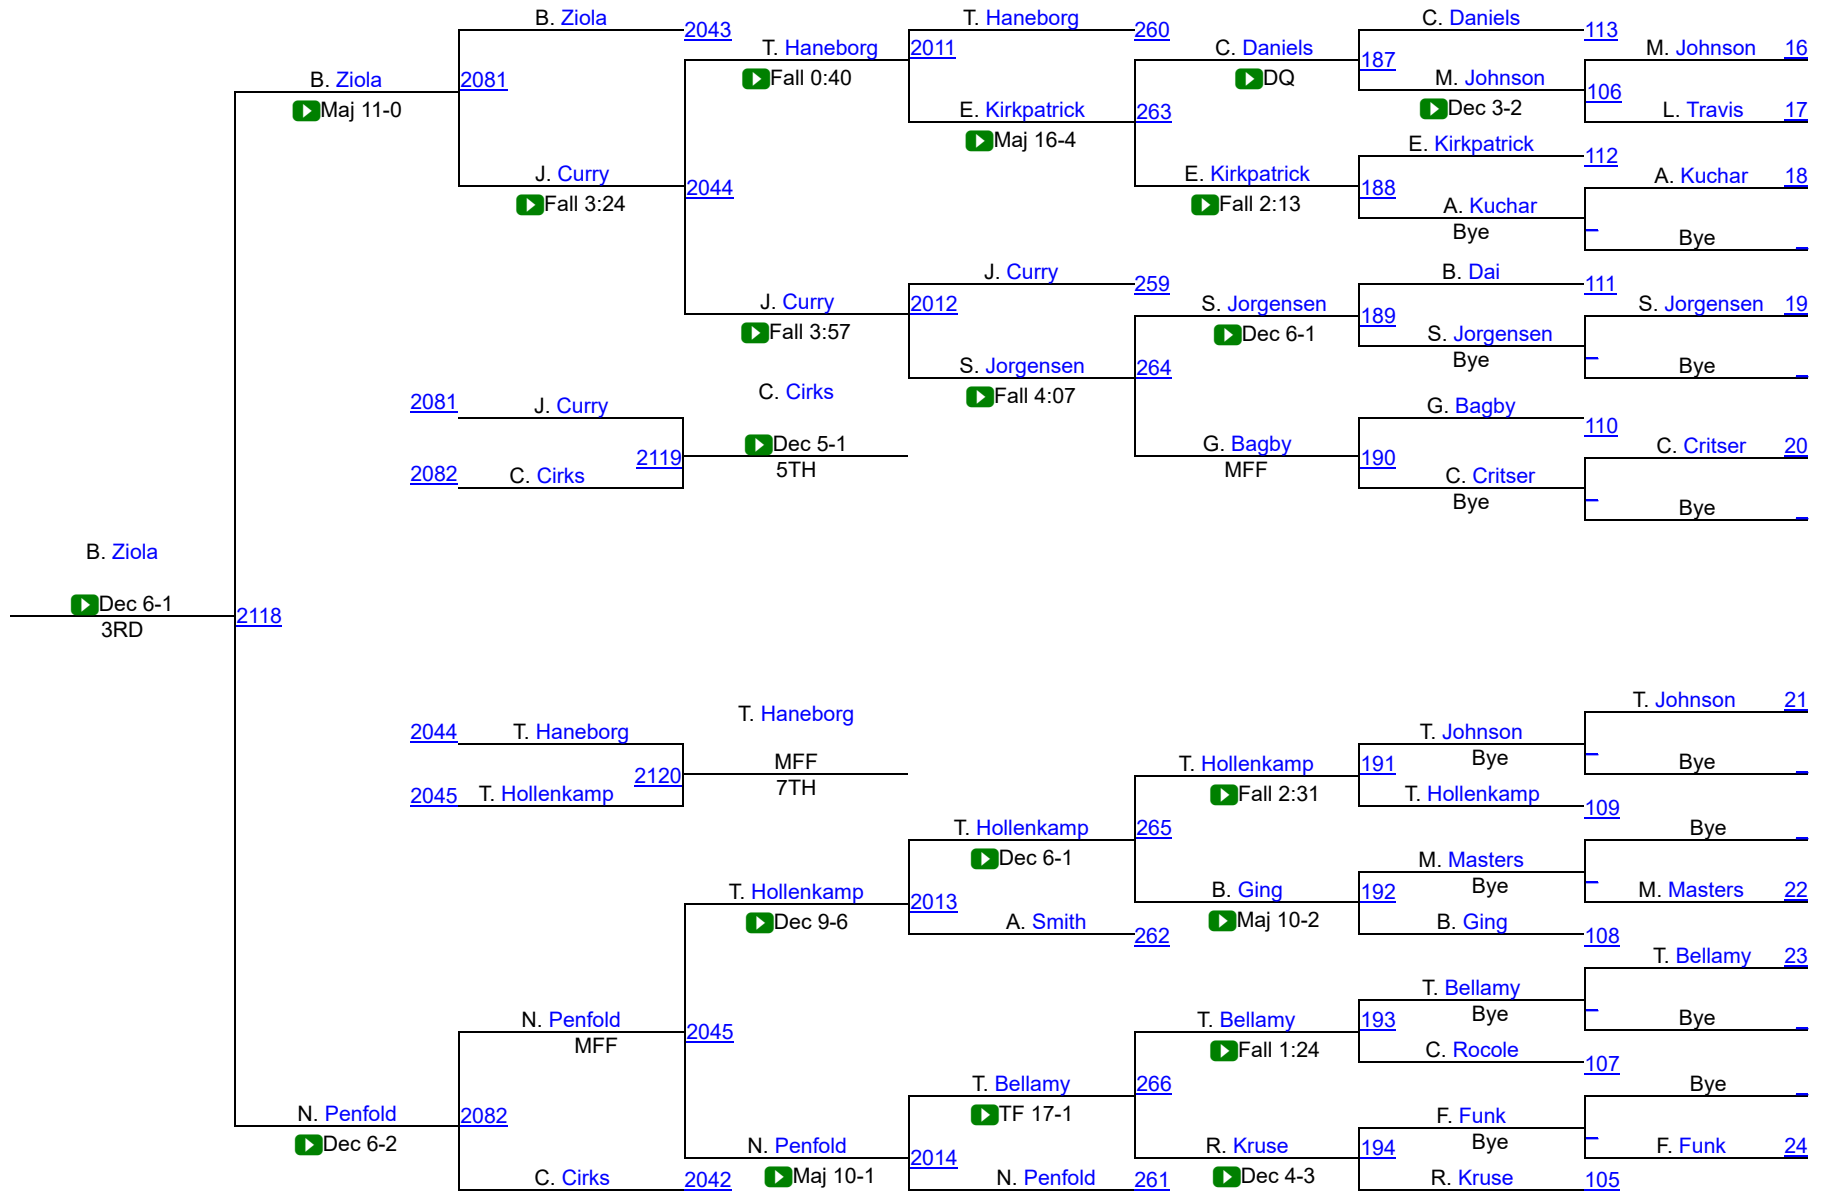 B. Ziola
2043
T. Haneborg
260
C. Daniels
113
T. Haneborg
2011
C. Daniels
M. Johnson 16
B. Ziola
2081
Fall 0:40
DQ
187
M. Johnson
106
Maj 11-0
E. Kirkpatrick
263
Dec 3-2
L. Travis 17
Maj 16-4
E. Kirkpatrick
112
J. Curry
2044
E. Kirkpatrick
188
A. Kuchar 18
Fall 3:24
Fall 2:13
A. Kuchar
Bye
Bye
J. Curry
259
B. Dai
111
J. Curry
2012
S. Jorgensen
189
S. Jorgensen 19
Fall 3:57
Dec 6-1
S. Jorgensen
Bye
S. Jorgensen
264
Bye
C. Cirks
Fall 4:07
2081
J. Curry
G. Bagby
110
Dec 5-1
G. Bagby
C. Critser 20
2119
5TH
MFF
190
2082
C. Cirks
C. Critser
Bye
Bye
B. Ziola
Dec 6-1
2118
3RD
T. Johnson 21
T. Haneborg
2044
T. Haneborg
T. Johnson
MFF
T. Hollenkamp
191
Bye
Bye
2120
7TH
2045
T. Hollenkamp
Fall 2:31
T. Hollenkamp
109
T. Hollenkamp
265
Bye
Dec 6-1
M. Masters
T. Hollenkamp
2013
B. Ging
192
Bye
M. Masters 22
Dec 9-6
A. Smith
262
Maj 10-2
B. Ging
108
T. Bellamy 23
T. Bellamy
N. Penfold
2045
T. Bellamy
193
Bye
Bye
MFF
Fall 1:24
C. Rocole
107
T. Bellamy
266
Bye
N. Penfold
2082
TF 17-1
F. Funk
Dec 6-2
N. Penfold
2014
R. Kruse
194
Bye
F. Funk 24
C. Cirks
2042
Maj 10-1
N. Penfold
261
Dec 4-3
R. Kruse
105